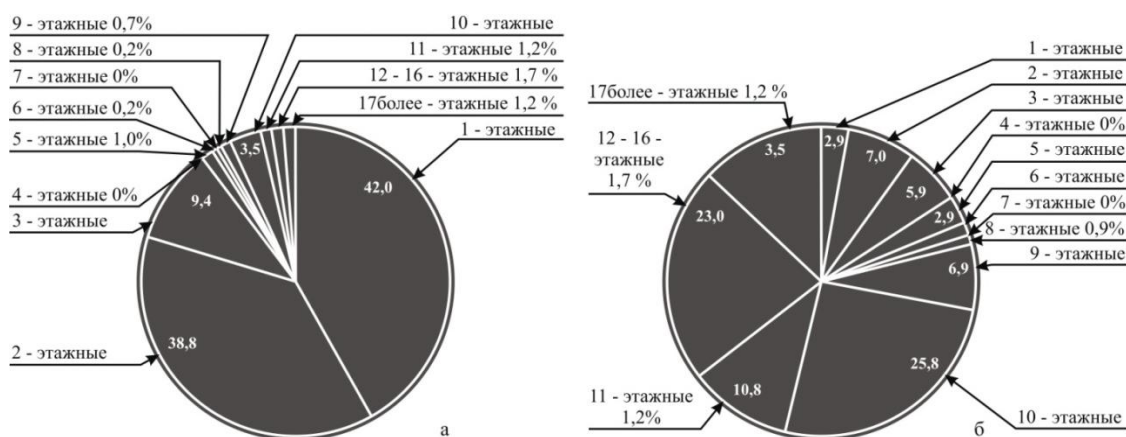 9 - этажные 0,7%
8 - этажные 0,2%
7 - этажные 0%
6 - этажные 0,2%
5 - этажные 1,0%
4 - этажные 0%
3 - этажные
2 - этажные
10 - этажные
11 - этажные 1,2%
12 - 16 - этажные 1,7 %
17более - этажные 1,2 %
1 - этажные
3,5
42,0
9,4
38,8
а
17более - этажные 1,2 %
12 - 16 -
этажные
1,7 %
11 - этажные
1,2%
1 - этажные
2 - этажные
3 - этажные
4 - этажные 0%
5 - этажные
6 - этажные
7 - этажные 0%
8 - этажные 0,9%
9 - этажные
10 - этажные
3,5
2,9
7,0
5,9
2,9
6,9
23,0
25,8
10,8
б